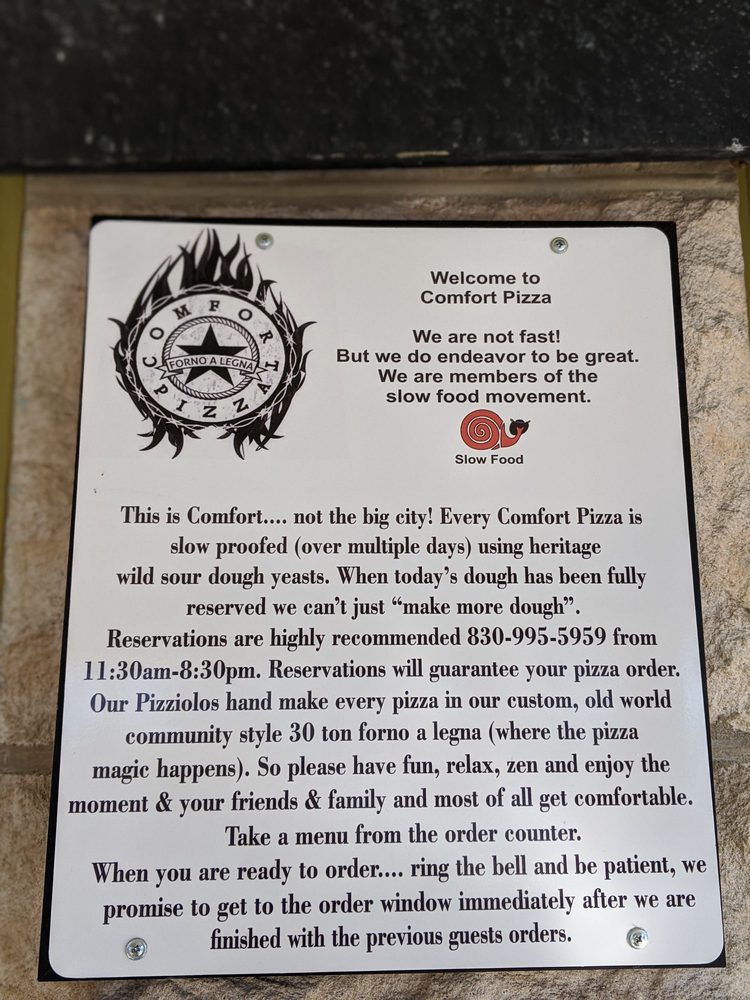 COMFORT
FORNO A LEGNA
PIZZA
Welcome to
Comfort Pizza
We are not fast!
But we do endeavor to be great.
We are members of the
slow food movement.
Slow Food
This is Comfort.... not the big city! Every Comfort Pizza is
slow proofed (over multiple days) using heritage
wild sour dough yeasts. When today's dough has been fully
reserved we can't just “make more dough”.
Reservations are highly recommended 830-995-5959 from
11:30am-8:30pm. Reservations will guarantee your pizza order.
Our Pizziolos hand make every pizza in our custom, old world
community style 30 ton forno a legna (where the pizza
magic happens). So please have fun, relax, zen and enjoy the
moment & your friends & family and most of all get comfortable.
Take a menu from the order counter.
When you are ready to order.... ring the bell and be patient, we
promise to get to the order window immediately after we are
finished with the previous guests orders.